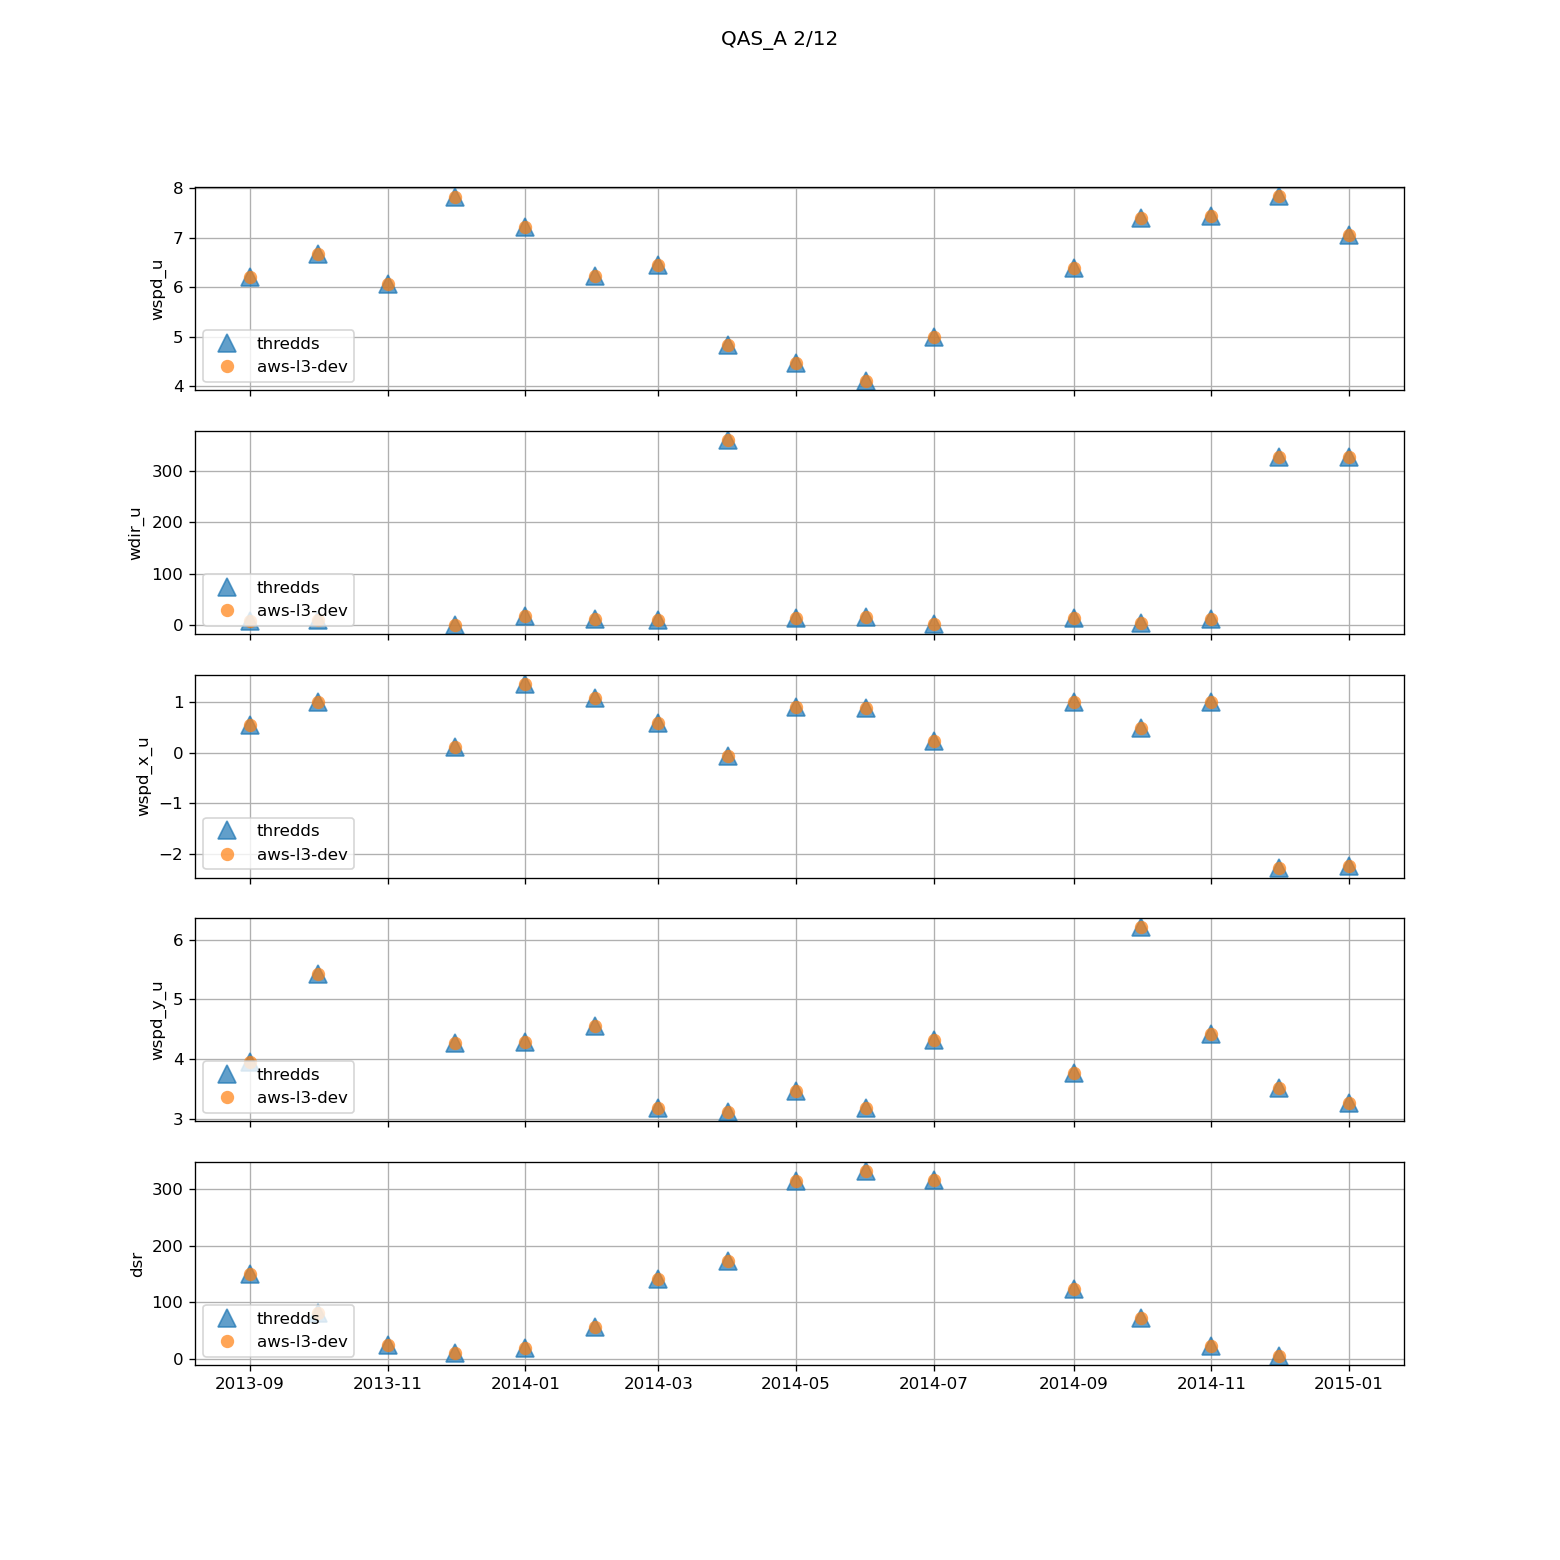 QAS_A 2/12
8
7
6
5
4
wspd_u
thredds
aws-l3-dev
300
200
100
0
wdir_u
thredds
aws-l3-dev
1
0
−1
−2
wspd_x_u
thredds
aws-l3-dev
6
5
4
3
wspd_y_u
thredds
aws-l3-dev
300
200
100
0
dsr
thredds
aws-l3-dev
2013-09 2013-11 2014-01 2014-03 2014-05 2014-07 2014-09 2014-11 2015-01